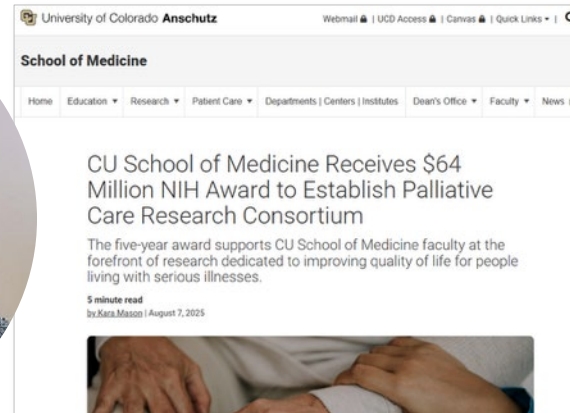 University of Colorado Anschutz
Webmail | UCD Access | Canvas | Quick Links |
School of Medicine
Home Education Research Patient Care Departments | Centers | Institutes Dean's Office Faculty News
CU School of Medicine Receives $64
Million NIH Award to Establish Palliative
Care Research Consortium
The five-year award supports CU School of Medicine faculty at the
forefront of research dedicated to improving quality of life for people
living with serious illnesses.
5 minute read
by Kara Mason | August 7, 2025